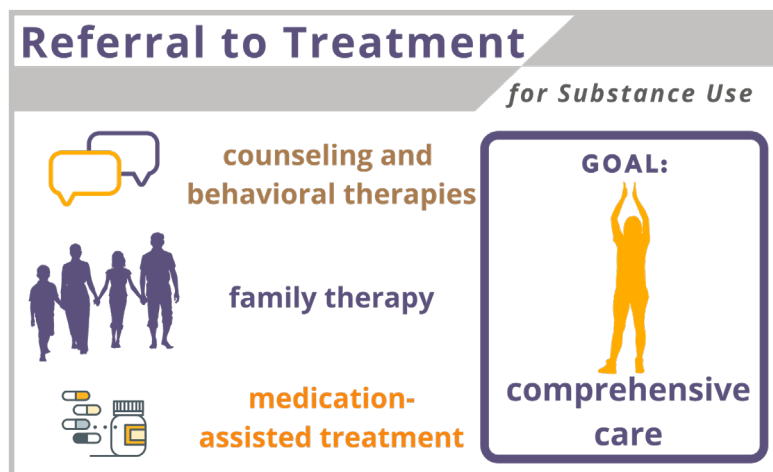 Referral to Treatment
for Substance Use
counseling and
behavioral therapies
family therapy
medication-
assisted treatment
GOAL:
comprehensive
care